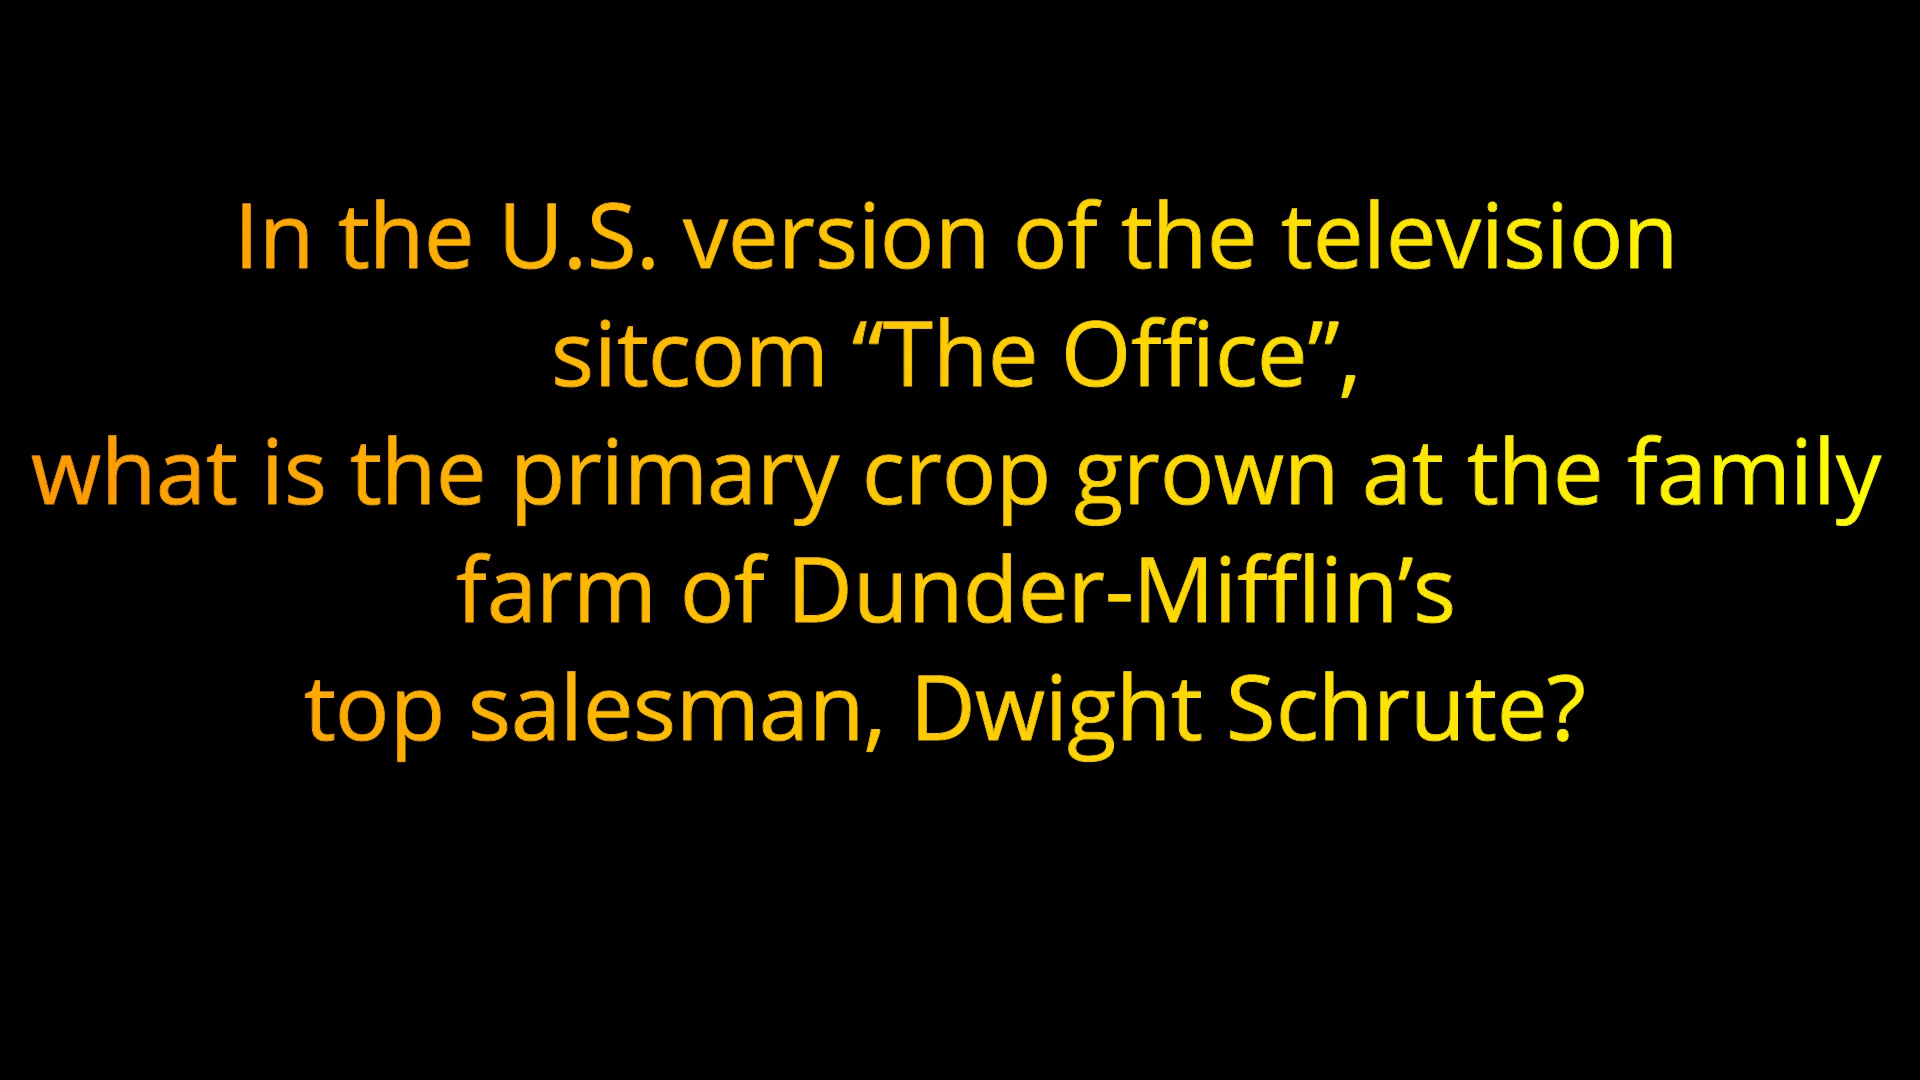 In the U.S. version of the television
sitcom “The Office”,
what is the primary crop grown at the family
farm of Dunder-Mifflin’s
top salesman, Dwight Schrute?